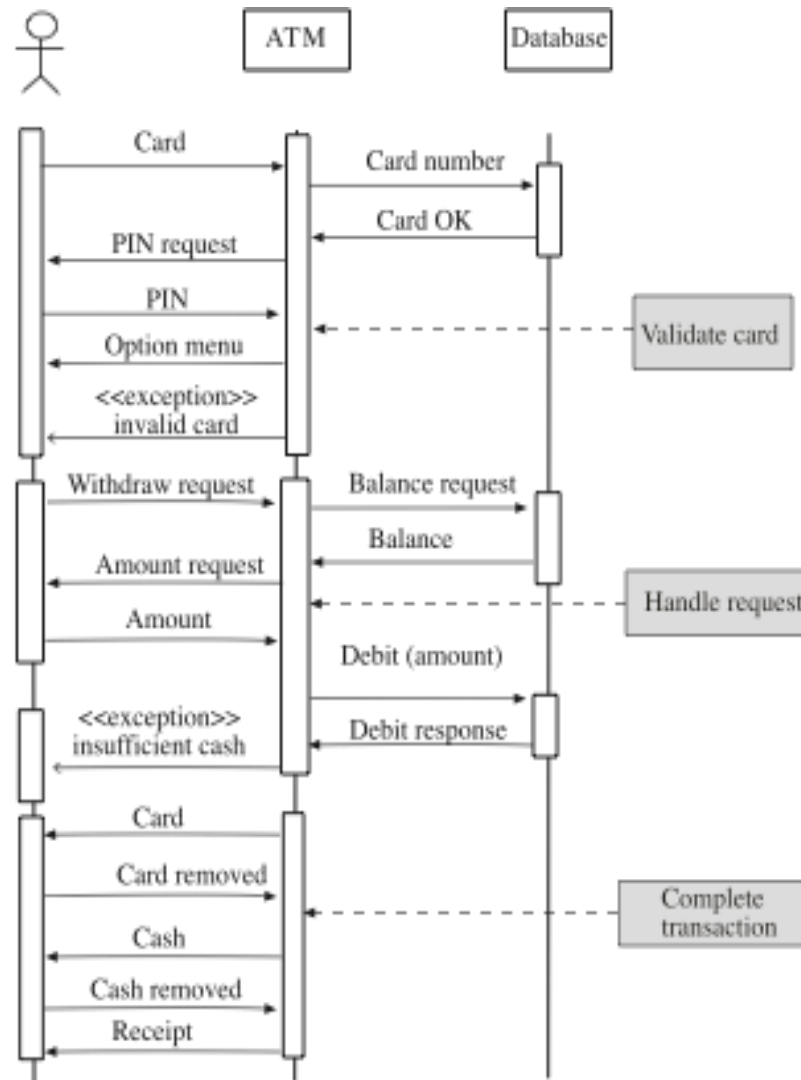 ATM
Database
Card
Card number
Card OK
PIN request
PIN
Validate card
Option menu
<<exception>>
invalid card
Withdraw request
Balance request
Balance
Amount request
Handle request
Amount
Debit (amount)
<<exception>>
insufficient cash
Debit response
Card
Card removed
Complete
transaction
Cash
Cash removed
Receipt